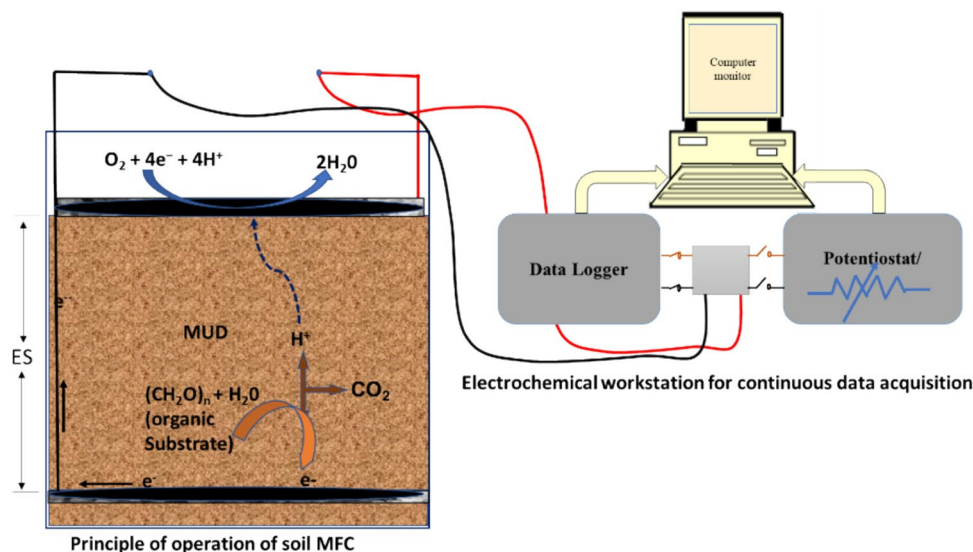 Computer
monitor
O₂ + 4e⁻ + 4H⁺
2H₂0
Data Logger
Potentiostat/
e⁻
MUD
H⁺
ES
(CH₂O)ₙ + H₂0
CO₂
(organic
Substrate)
e⁻
e-
Electrochemical workstation for continuous data acquisition
Principle of operation of soil MFC